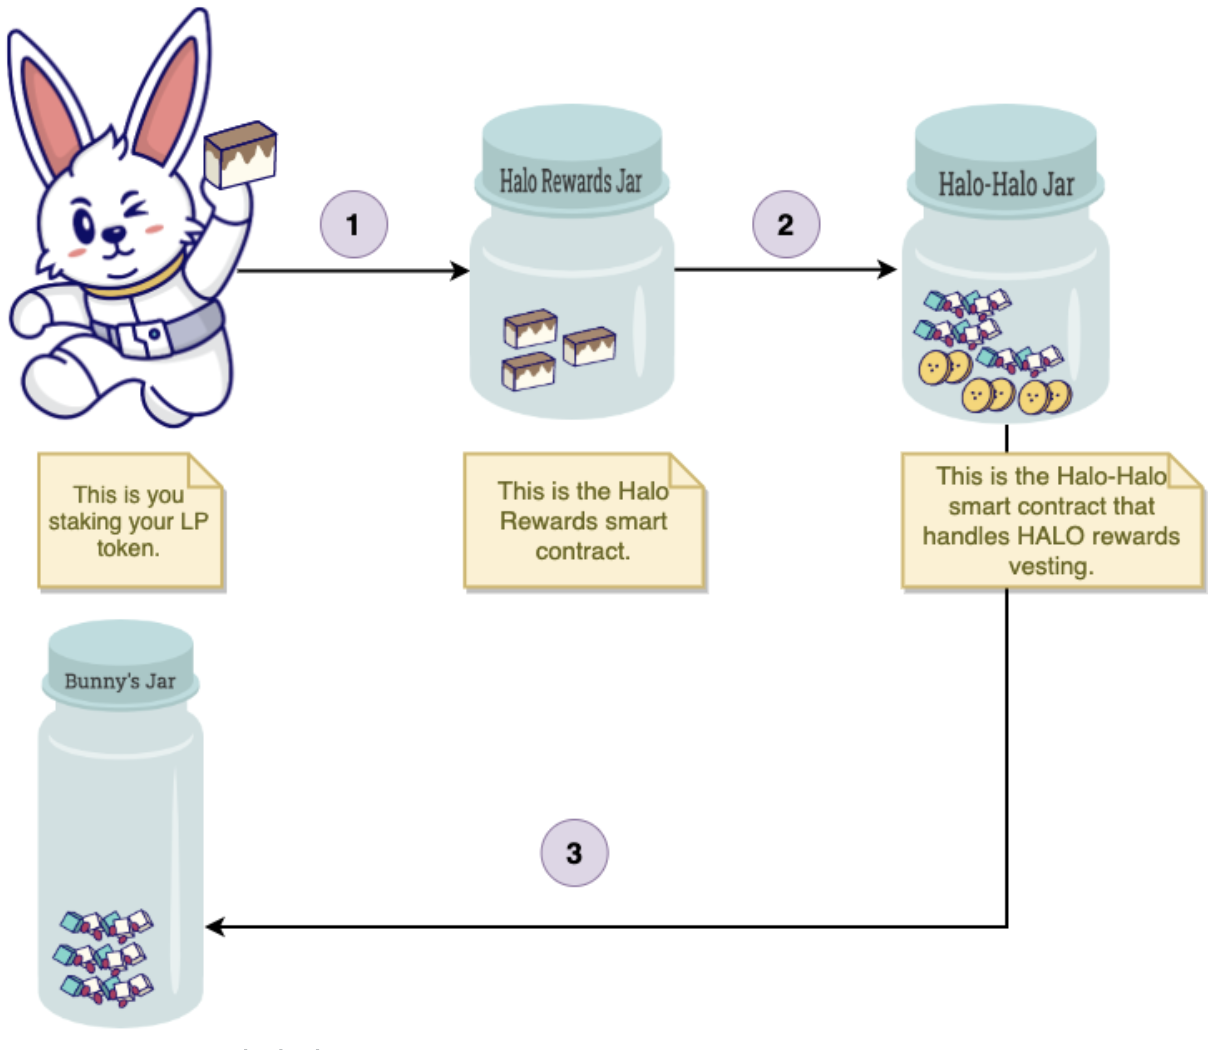 Halo Rewards Jar
Halo-Halo Jar
1
2
This is you
staking your LP
token.
This is the Halo
Rewards smart
contract.
This is the Halo-Halo
smart contract that
handles HALO rewards
vesting.
Bunny's Jar
3